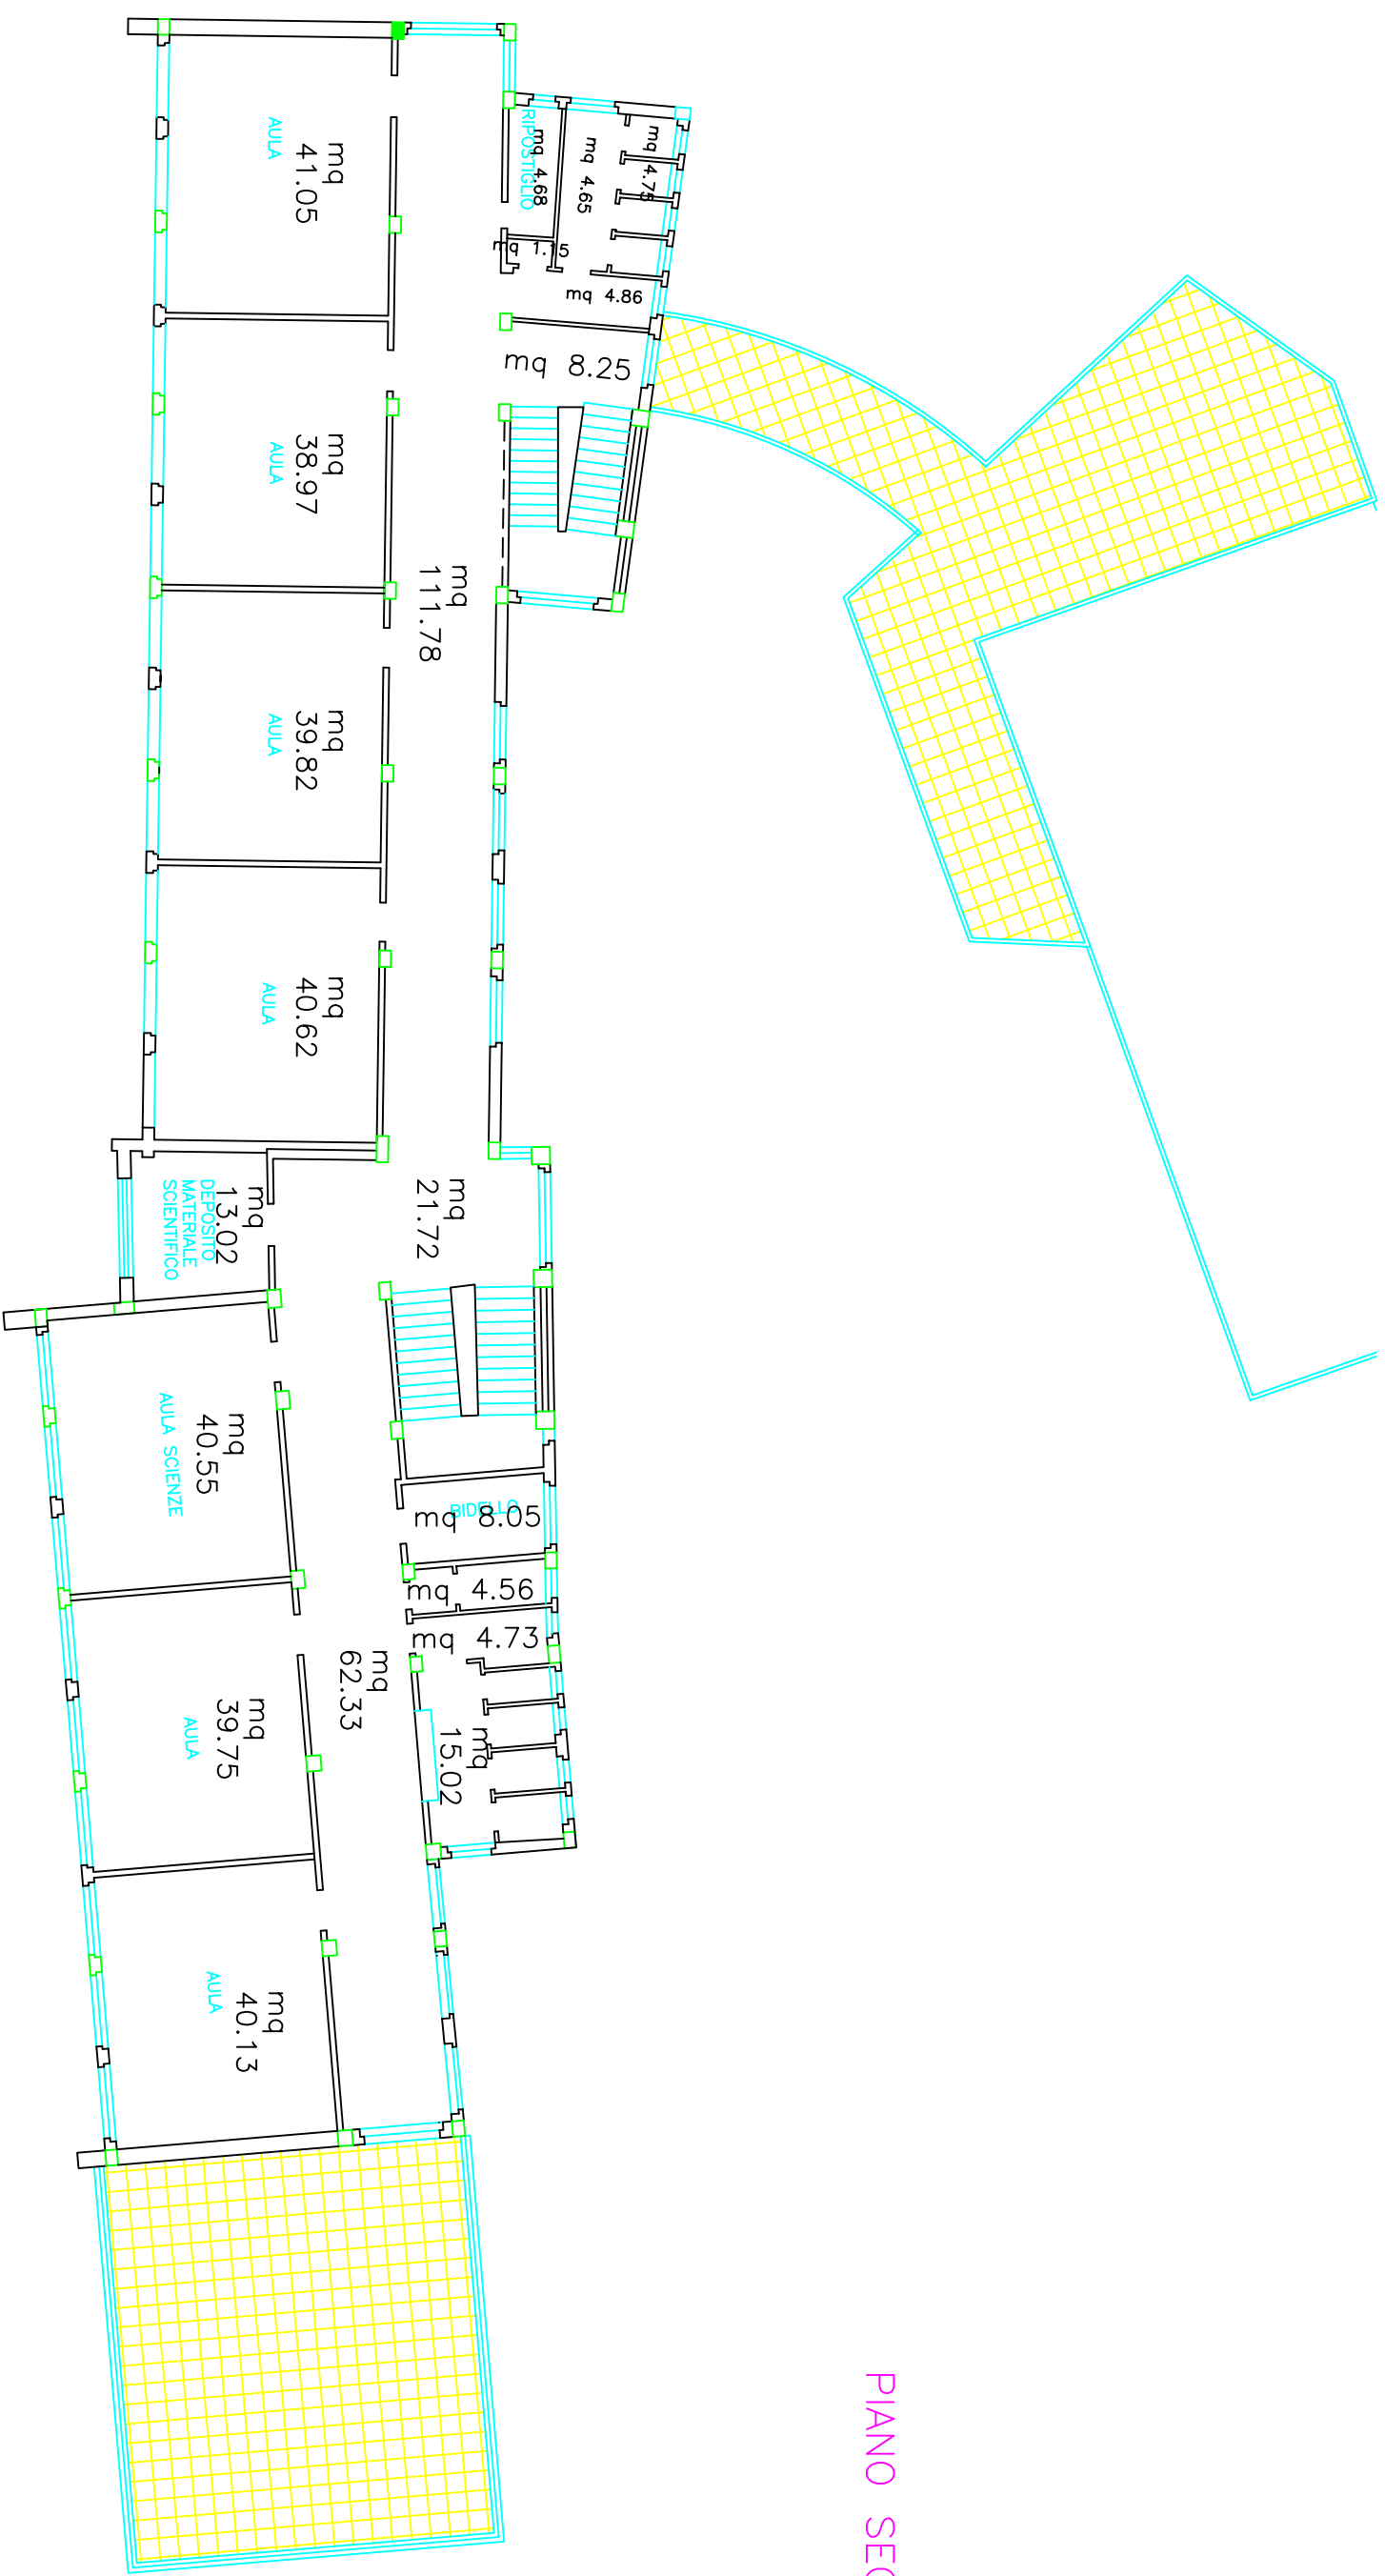 mq
41.05
AULA
RIPOSTIGLIO
mq 4.68
mq 4.65
mq 4.75
mq 1.15
mq 4.86
mq 8.25
mq
38.97
AULA
mq
111.78
mq
39.82
AULA
mq
40.62
AULA
mq
21.72
mq
13.02
DEPOSITO
MATERIALE
SCIENTIFICO
mq
40.55
AULA SCIENZE
BIDELLO
mq 8.05
mq 4.56
mq 4.73
mq
62.33
mq
15.02
mq
39.75
AULA
mq
40.13
AULA
PIANO